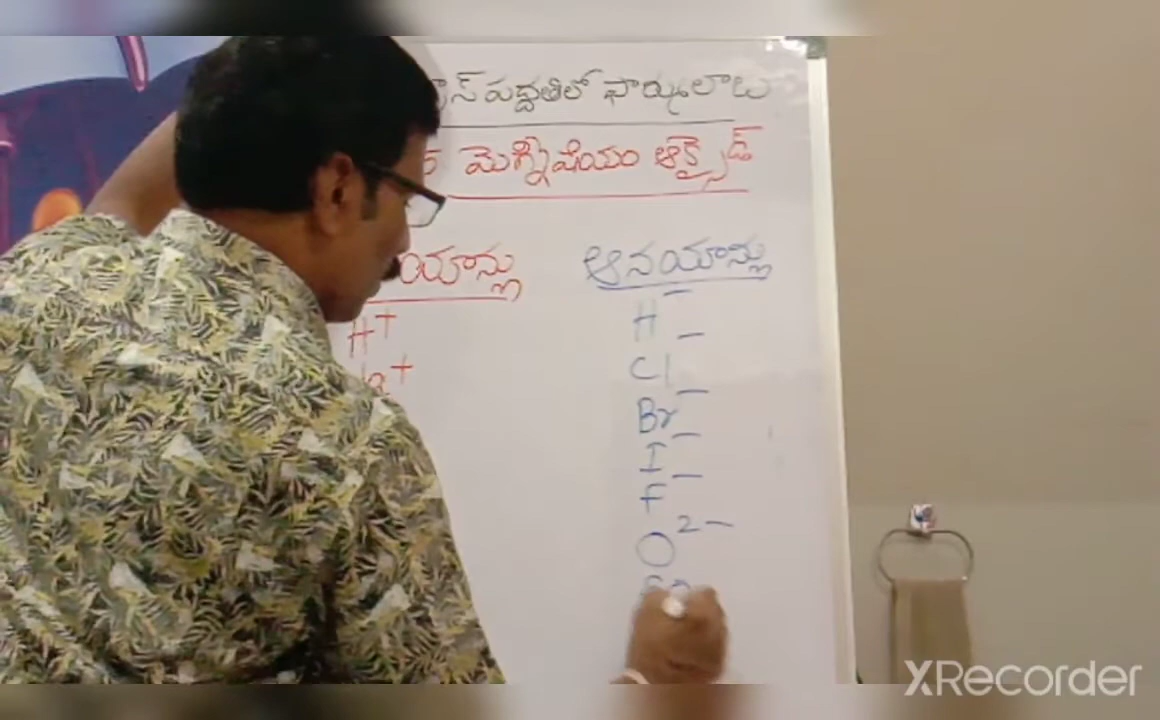 పద్ధతిలో ఫార్ములాలు
మెగ్నీషియం ఆక్సైడ్
ఆనయాన్లు
H⁻
H⁺
Cl⁻
Br⁻
I⁻
F⁻
O²⁻
XRecorder